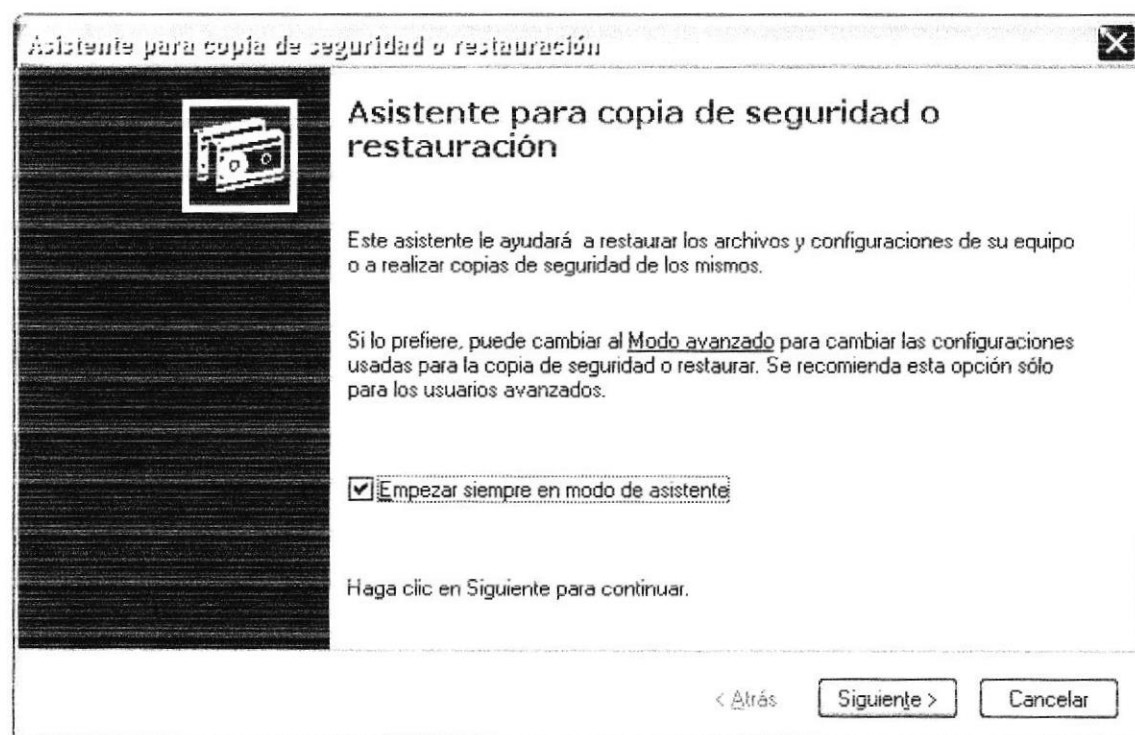 Asistente para copia de seguridad o restauración
Asistente para copia de seguridad o
restauración
Este asistente le ayudará a restaurar los archivos y configuraciones de su equipo
o a realizar copias de seguridad de los mismos.
Si lo prefiere, puede cambiar al Modo avanzado para cambiar las configuraciones
usadas para la copia de seguridad o restaurar. Se recomienda esta opción sólo
para los usuarios avanzados.
Empezar siempre en modo de asistente
Haga clic en Siguiente para continuar.
< Atrás Siguiente > Cancelar